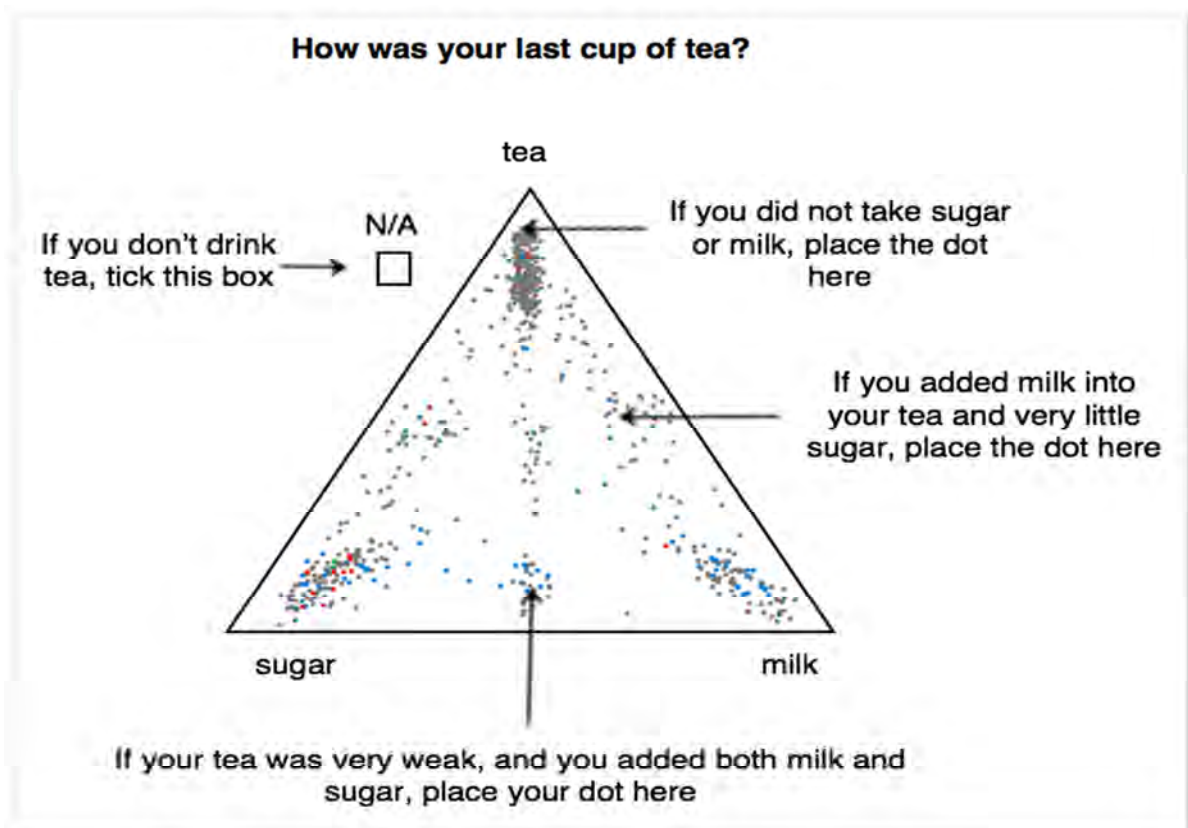 How was your last cup of tea?
tea
N/A
If you don't drink
tea, tick this box
If you did not take sugar
or milk, place the dot
here
If you added milk into
your tea and very little
sugar, place the dot here
sugar
milk
If your tea was very weak, and you added both milk and
sugar, place your dot here